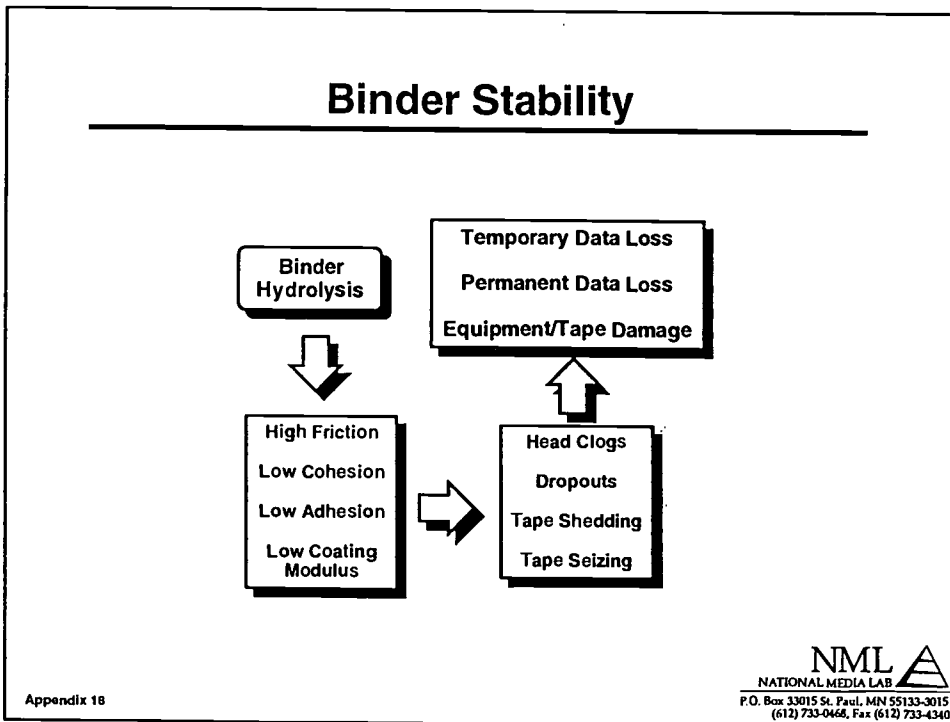 Binder Stability
Binder
Hydrolysis
High Friction
Low Cohesion
Low Adhesion
Low Coating
Modulus
Head Clogs
Dropouts
Tape Shedding
Tape Seizing
Temporary Data Loss
Permanent Data Loss
Equipment/Tape Damage
Appendix 18
NML
NATIONAL MEDIA LAB
P.O. Box 33015 St. Paul, MN 55133-3015
(612) 733-0468, Fax (612) 733-4340